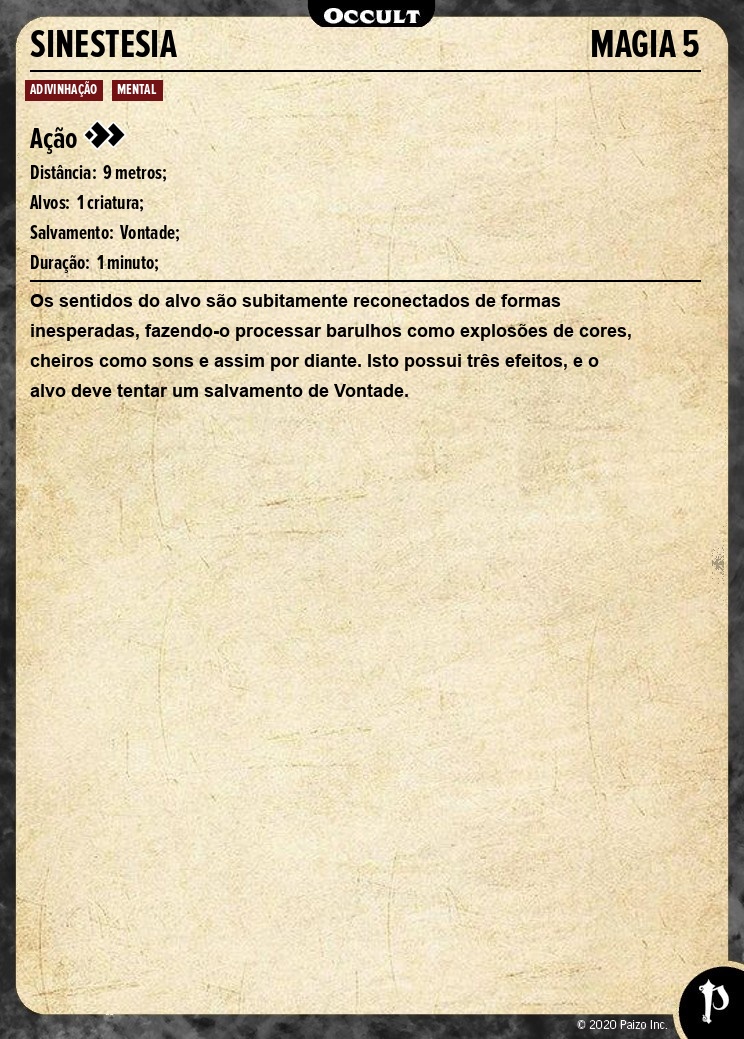 OCCULT
SINESTESIA MAGIA 5
ADIVINHAÇÃO MENTAL
Ação
Distância: 9 metros;
Alvos: 1 criatura;
Salvamento: Vontade;
Duração: 1 minuto;
Os sentidos do alvo são subitamente reconectados de formas
inesperadas, fazendo-o processar barulhos como explosões de cores,
cheiros como sons e assim por diante. Isto possui três efeitos, e o
alvo deve tentar um salvamento de Vontade.
© 2020 Paizo Inc.
P